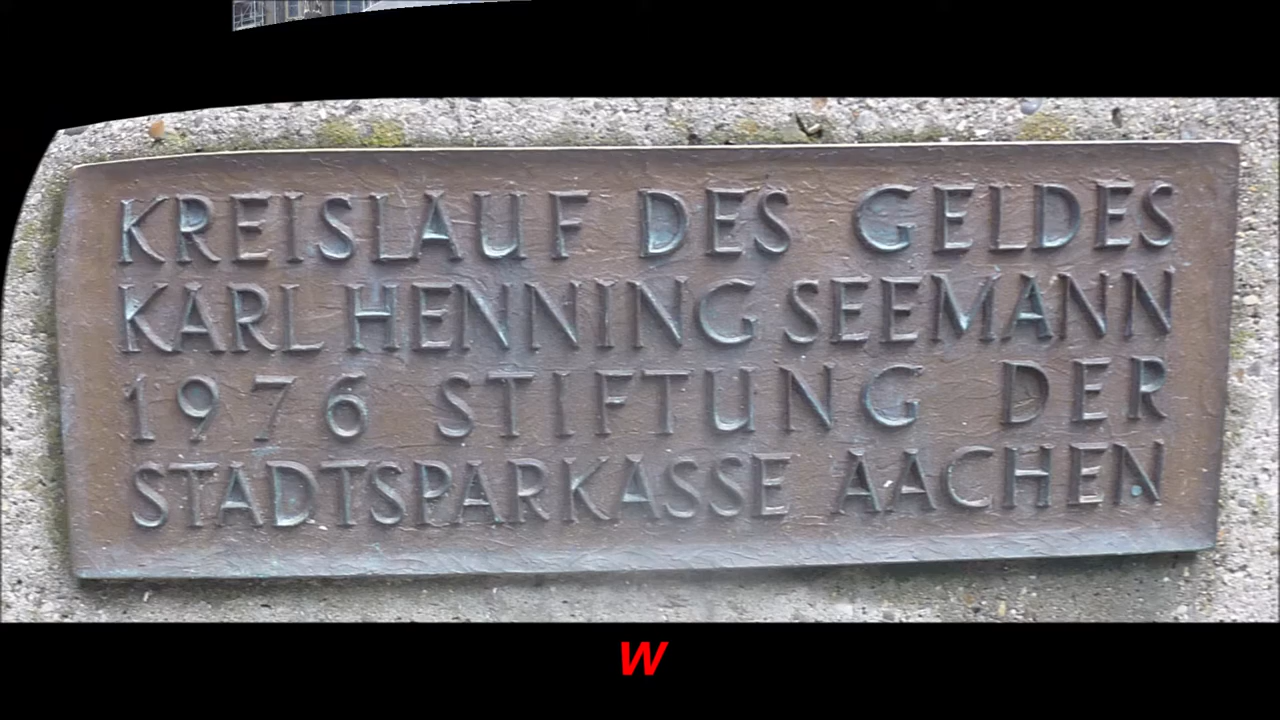 KREISLAUF DES GELDES
KARL HENNING SEEMANN
1976 STIFTUNG DER
STADTSPARKASSE AACHEN
W